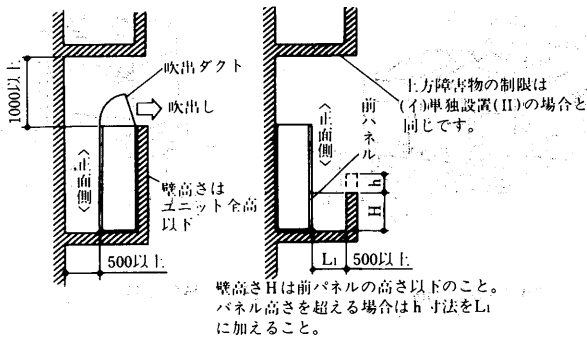 1000以上
吹出ダクト
吹出し
〈正面側〉
壁高さは
ユニット全高
以下
500以上
上方障害物の制限は
(イ)単独設置(II)の場合と
同じです。
前パネル
〈正面側〉
h
H
L₁
500以上
壁高さHは前パネルの高さ以下のこと。
パネル高さを超える場合はh寸法をL₁
に加えること。